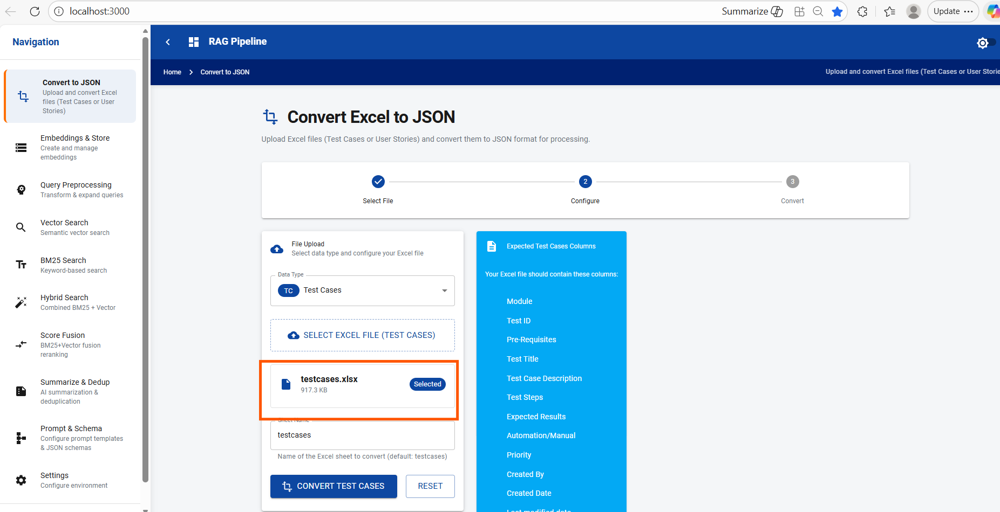 localhost:3000
Summarize
Update
Navigation
RAG Pipeline
Home
Convert to JSON
Upload and convert Excel files (Test Cases or User Storie
Convert to JSON
Upload and convert Excel
files (Test Cases or User
Stories)
Embeddings & Store
Create and manage
embeddings
Query Preprocessing
Transform & expand queries
Vector Search
Semantic vector search
BM25 Search
Keyword-based search
Hybrid Search
Combined BM25 + Vector
Score Fusion
BM25+Vector fusion
reranking
Summarize & Dedup
AI summarization &
deduplication
Prompt & Schema
Configure prompt templates
& JSON schemas
Settings
Configure environment
Convert Excel to JSON
Upload Excel files (Test Cases or User Stories) and convert them to JSON format for processing.
2
3
Select File
Configure
Convert
File Upload
Select data type and configure your Excel file
Data Type
TC
Test Cases
SELECT EXCEL FILE (TEST CASES)
testcases.xlsx
917.3 KB
Selected
Sheet Name
testcases
Name of the Excel sheet to convert (default: testcases)
CONVERT TEST CASES
RESET
Expected Test Cases Columns
Your Excel file should contain these columns:
Module
Test ID
Pre-Requisites
Test Title
Test Case Description
Test Steps
Expected Results
Automation/Manual
Priority
Created By
Created Date
Last modified date